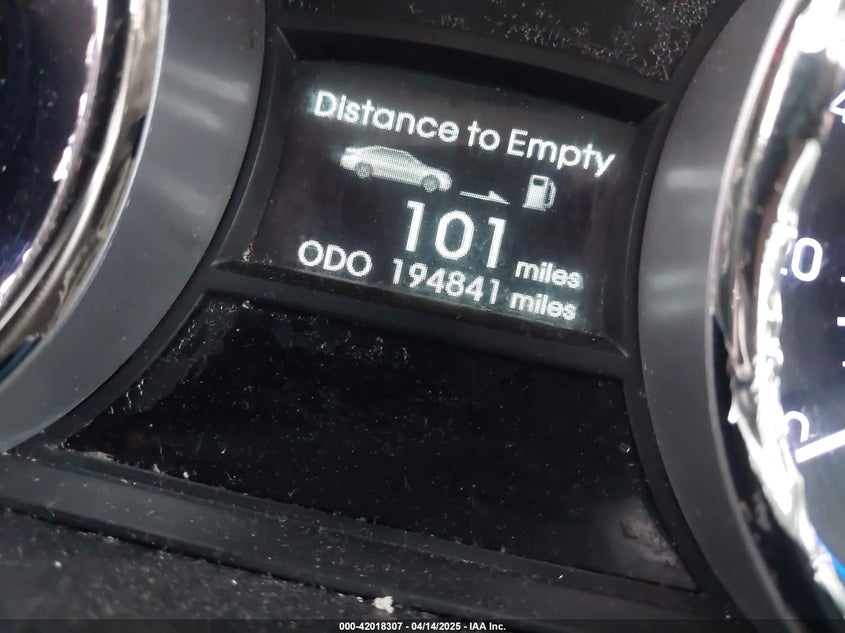 Distance to Empty
101 miles
ODO 194841 miles
000-42018307 - 04/14/2025 - IAA Inc.